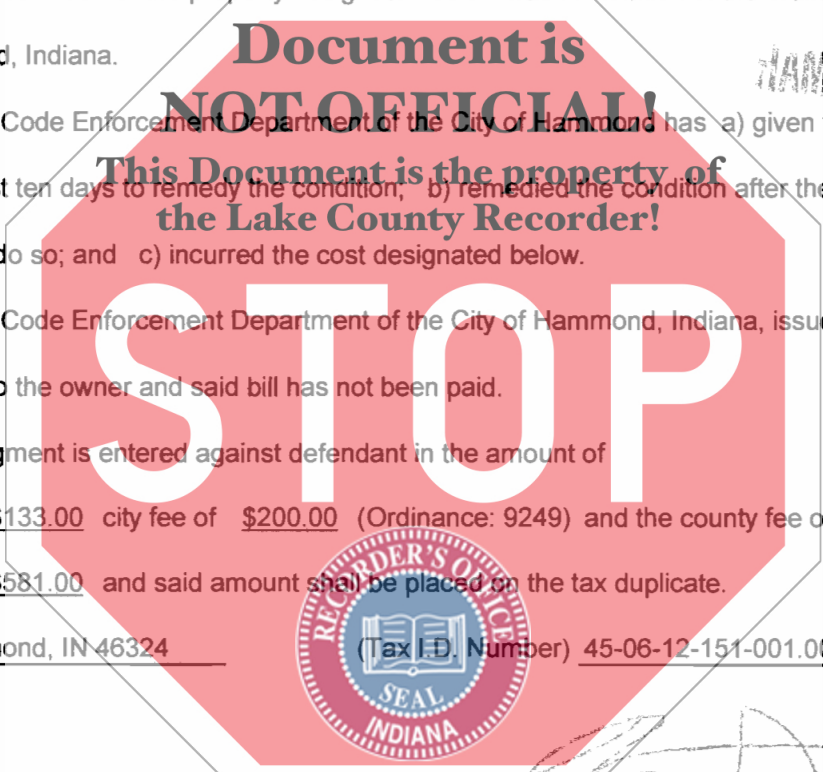 Document is
d, Indiana.
NOT OFFICIAL!
Code Enforcement Department of the City of Hammond has a) given
This Document is the property of
t ten days to remedy the condition; b) remedied the condition after the
the Lake County Recorder!
do so; and c) incurred the cost designated below.
STOP
Code Enforcement Department of the City of Hammond, Indiana, issue
o the owner and said bill has not been paid.
gment is entered against defendant in the amount of
$133.00 city fee of $200.00 (Ordinance: 9249) and the county fee o
$581.00 and said amount shall be placed on the tax duplicate.
ond, IN 46324 (Tax I.D. Number) 45-06-12-151-001.00
RECORDER'S OFFICE
SEAL
INDIANA